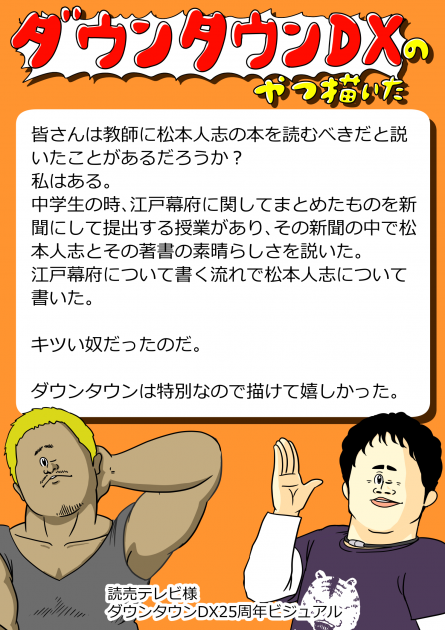 ダウンタウンDXの
やつ描いた
皆さんは教師に松本人志の本を読むべきだと説
いたことがあるだろうか？
私はある。
中学生の時、江戸幕府に関してまとめたものを新
聞にして提出する授業があり、その新聞の中で松
本人志とその著書の素晴らしさを説いた。
江戸幕府について書く流れで松本人志について
書いた。
キツい奴だったのだ。
ダウンタウンは特別なので描けて嬉しかった。
読売テレビ様
ダウンタウンDX25周年ビジュアル